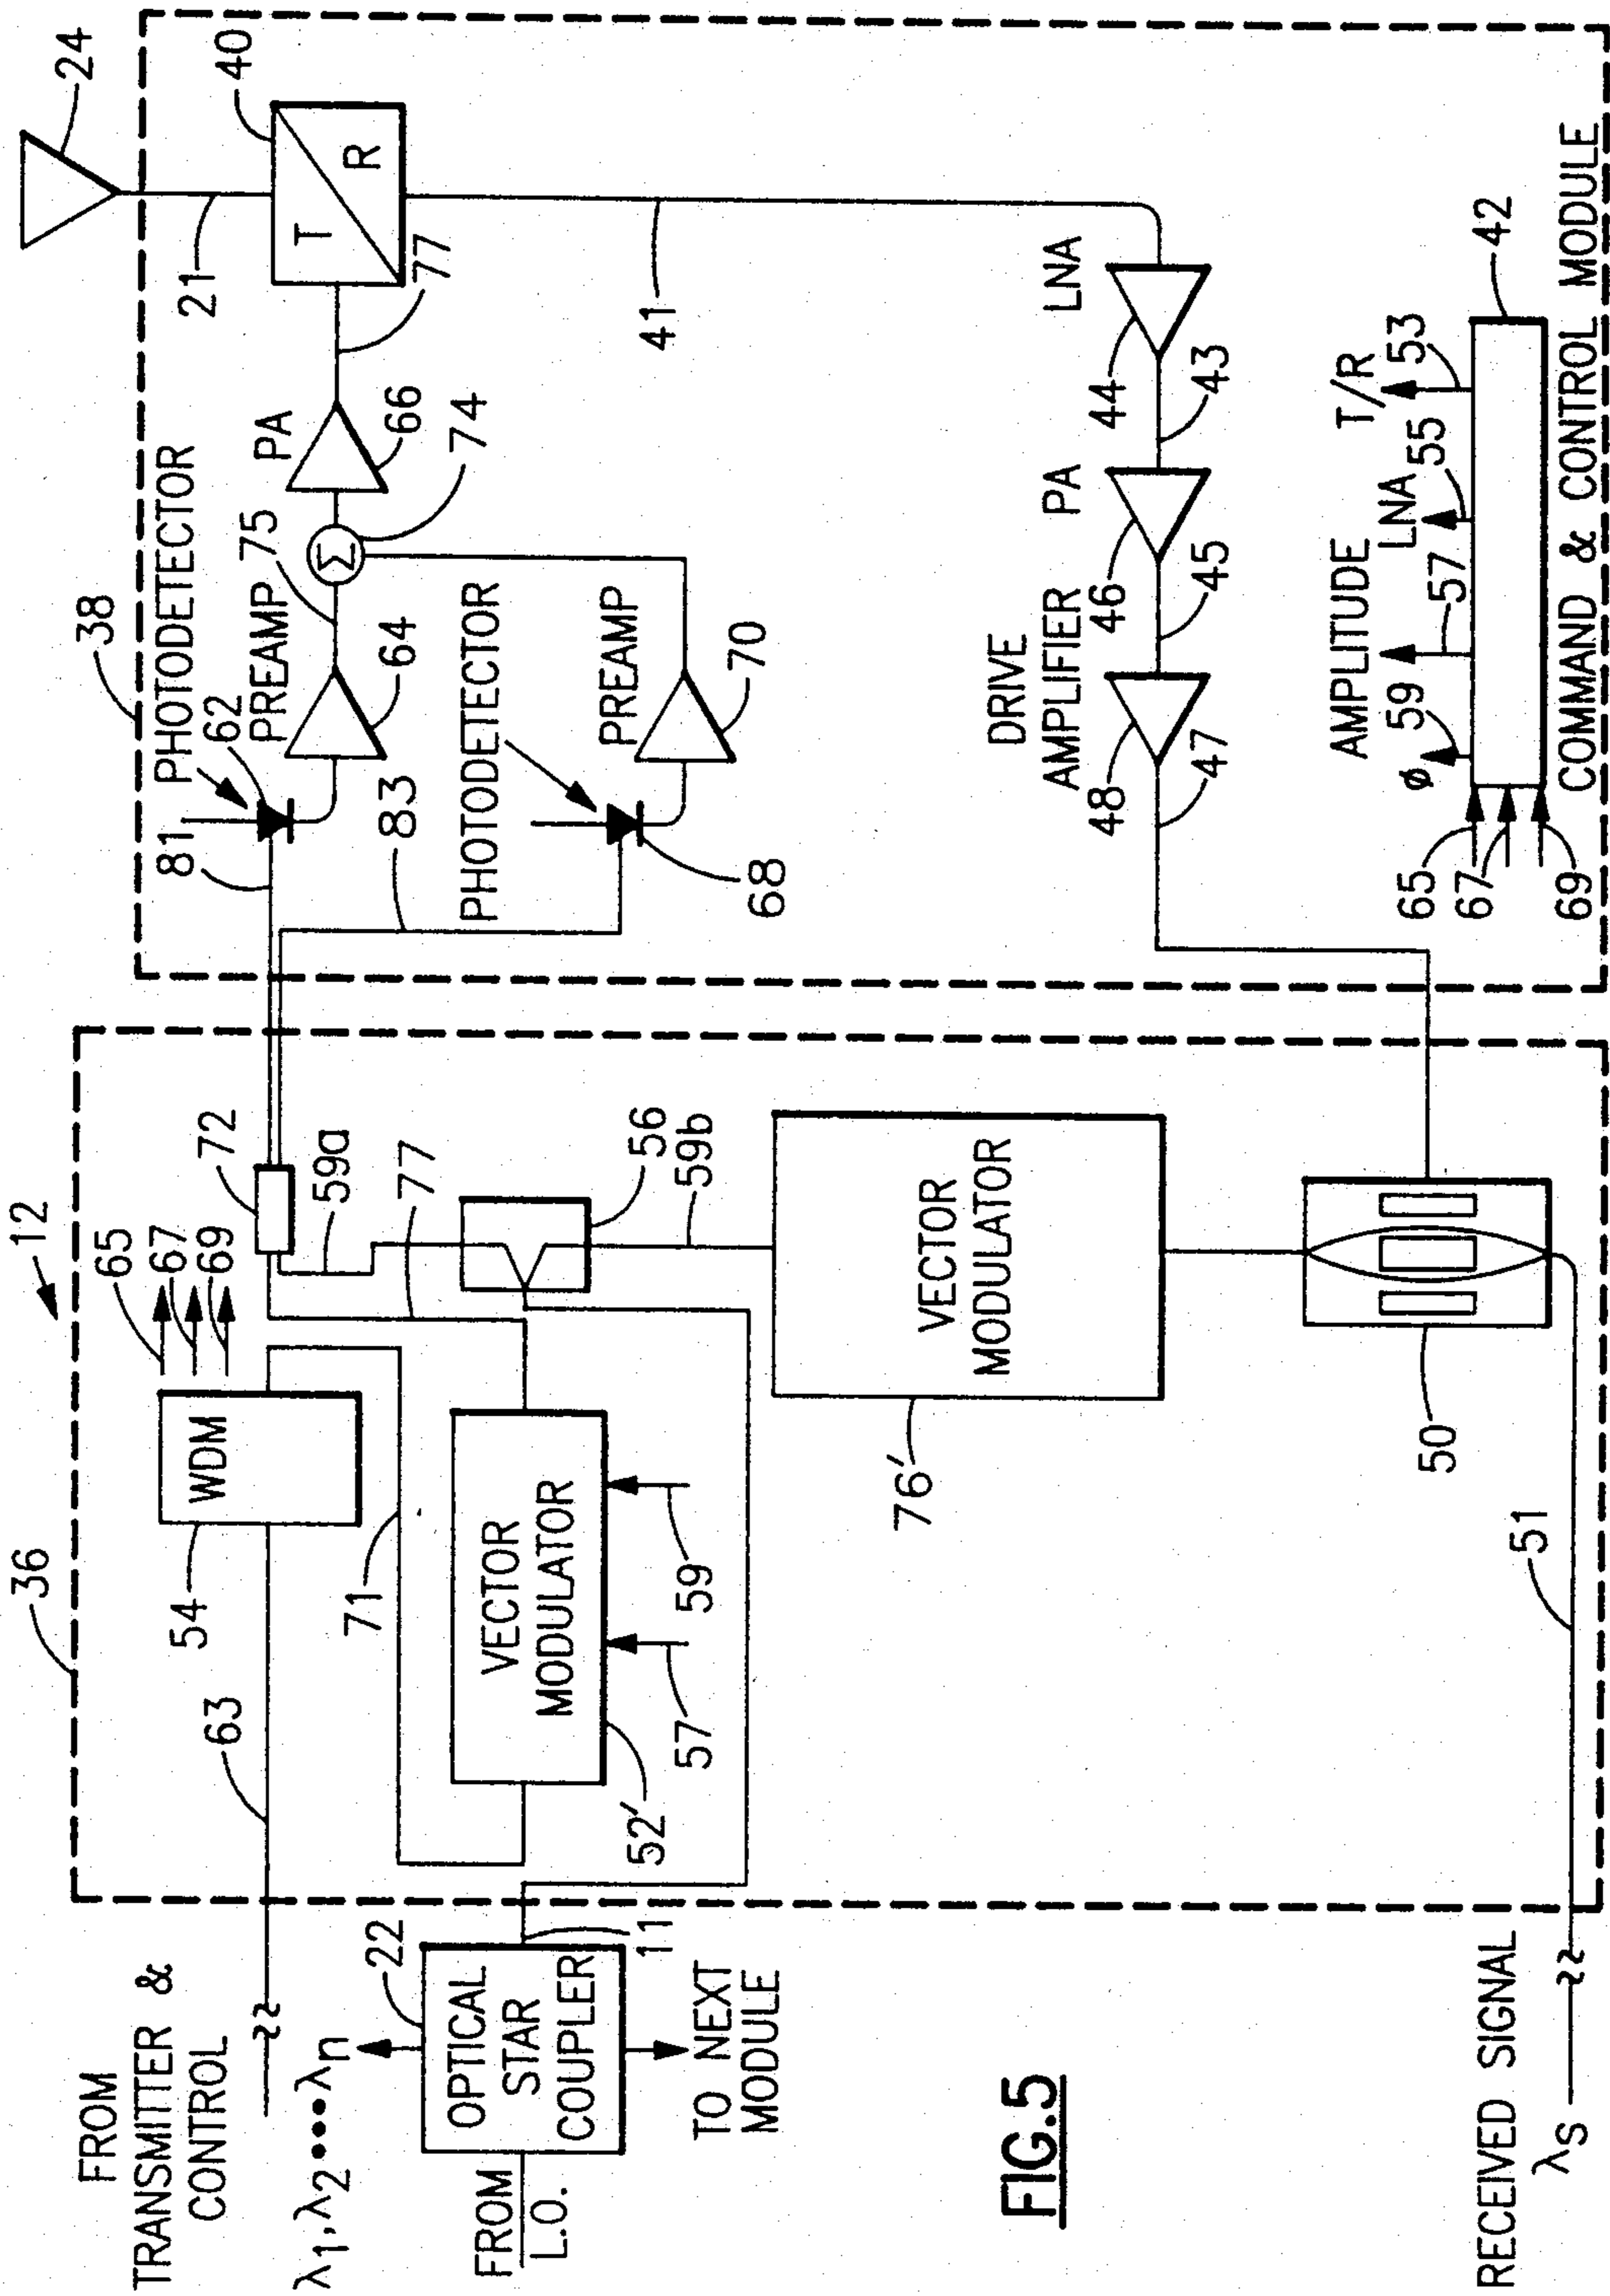 FROM
TRANSMITTER &
CONTROL
λ1,λ2••••λn
FROM
L.O.
OPTICAL
STAR
COUPLER
22
11
TO NEXT
MODULE
RECEIVED SIGNAL
λS
FIG.5
36
12
63
54
WDM
65
67
69
71
72
59a
77
VECTOR
MODULATOR
52'
57
59
56
59b
VECTOR
MODULATOR
76'
50
51
38
81
PHOTODETECTOR
62
PREAMP
64
75
Σ
74
PA
66
77
83
PHOTODETECTOR
68
PREAMP
70
24
21
40
T
R
41
LNA
44
43
PA
46
45
DRIVE
AMPLIFIER
48
47
ø
59
AMPLITUDE
57
LNA
55
T/R
53
42
65
67
69
COMMAND & CONTROL MODULE